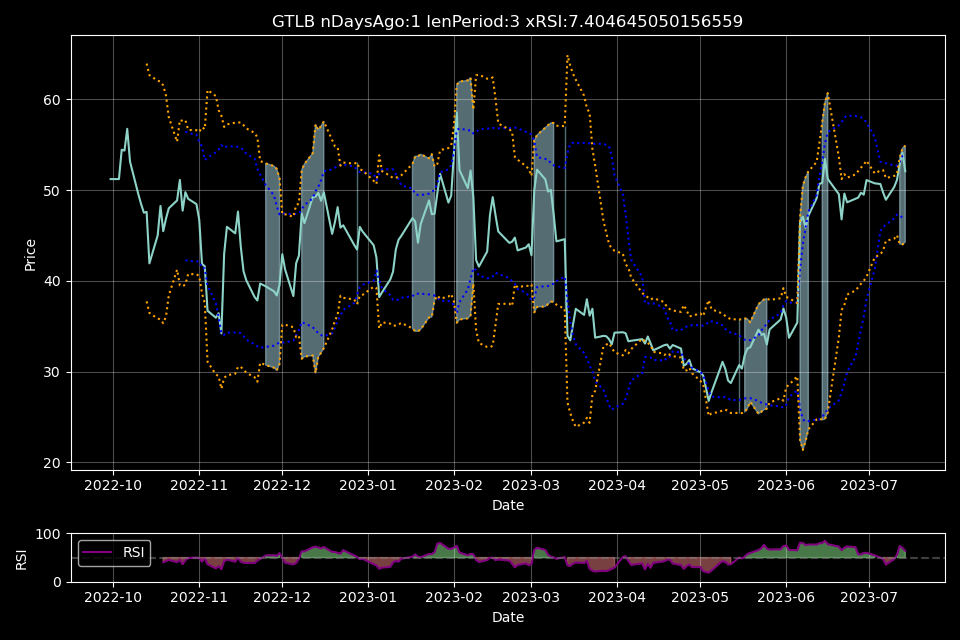 GTLB nDaysAgo:1 lenPeriod:3 xRSI:7.404645050156559
60
50
40
30
20
Price
2022-10 2022-11 2022-12 2023-01 2023-02 2023-03 2023-04 2023-05 2023-06 2023-07
Date
100
0
RSI
RSI
2022-10 2022-11 2022-12 2023-01 2023-02 2023-03 2023-04 2023-05 2023-06 2023-07
Date